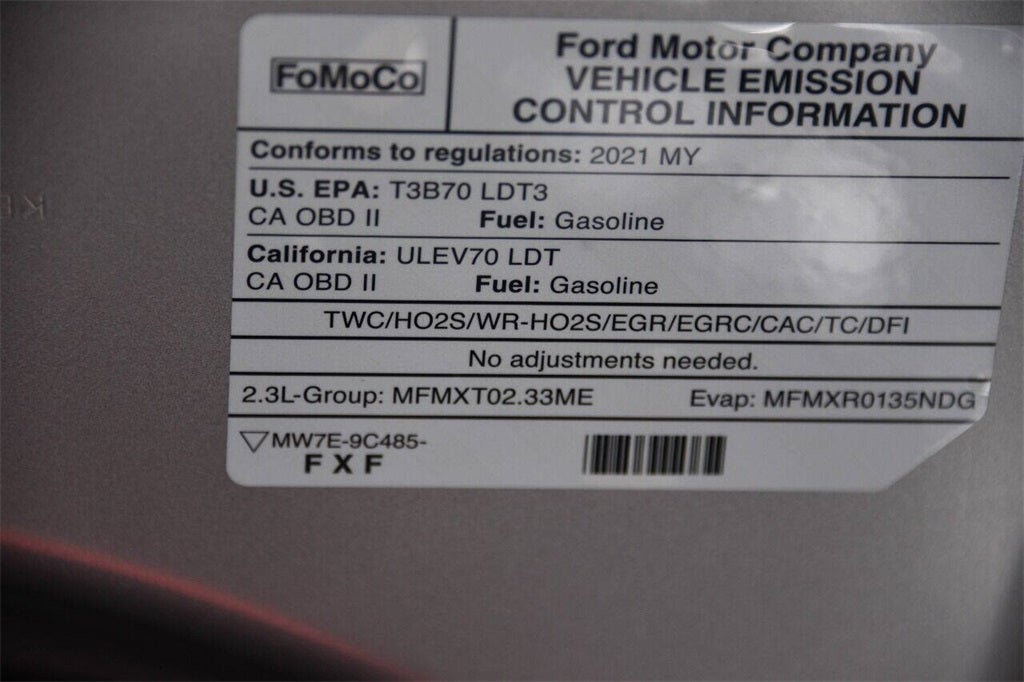 FoMoCo
Ford Motor Company
VEHICLE EMISSION
CONTROL INFORMATION
Conforms to regulations: 2021 MY
U.S. EPA: T3B70 LDT3
CA OBD II Fuel: Gasoline
California: ULEV70 LDT
CA OBD II Fuel: Gasoline
TWC/HO2S/WR-HO2S/EGR/EGRC/CAC/TC/DFI
No adjustments needed.
2.3L-Group: MFMXT02.33ME Evap: MFMXR0135NDG
MW7E-9C485-
FXF